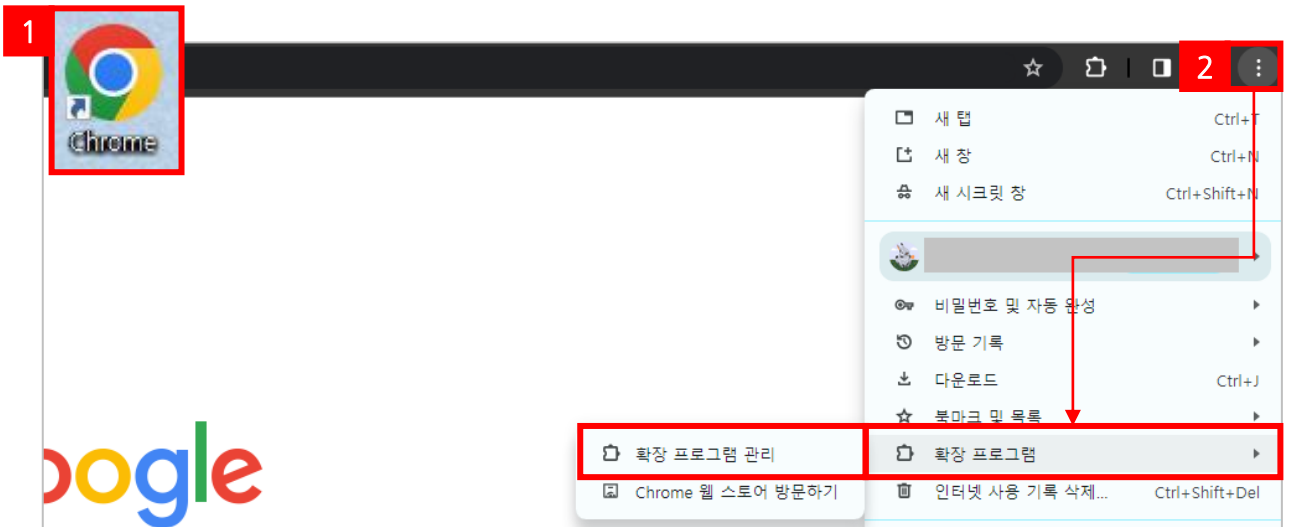 1
Chrome
2
새 탭 Ctrl+T
새 창 Ctrl+N
새 시크릿 창 Ctrl+Shift+N
비밀번호 및 자동 완성
방문 기록
다운로드 Ctrl+J
북마크 및 목록
확장 프로그램 관리
확장 프로그램
Chrome 웹 스토어 방문하기
인터넷 사용 기록 삭제... Ctrl+Shift+Del
oogle